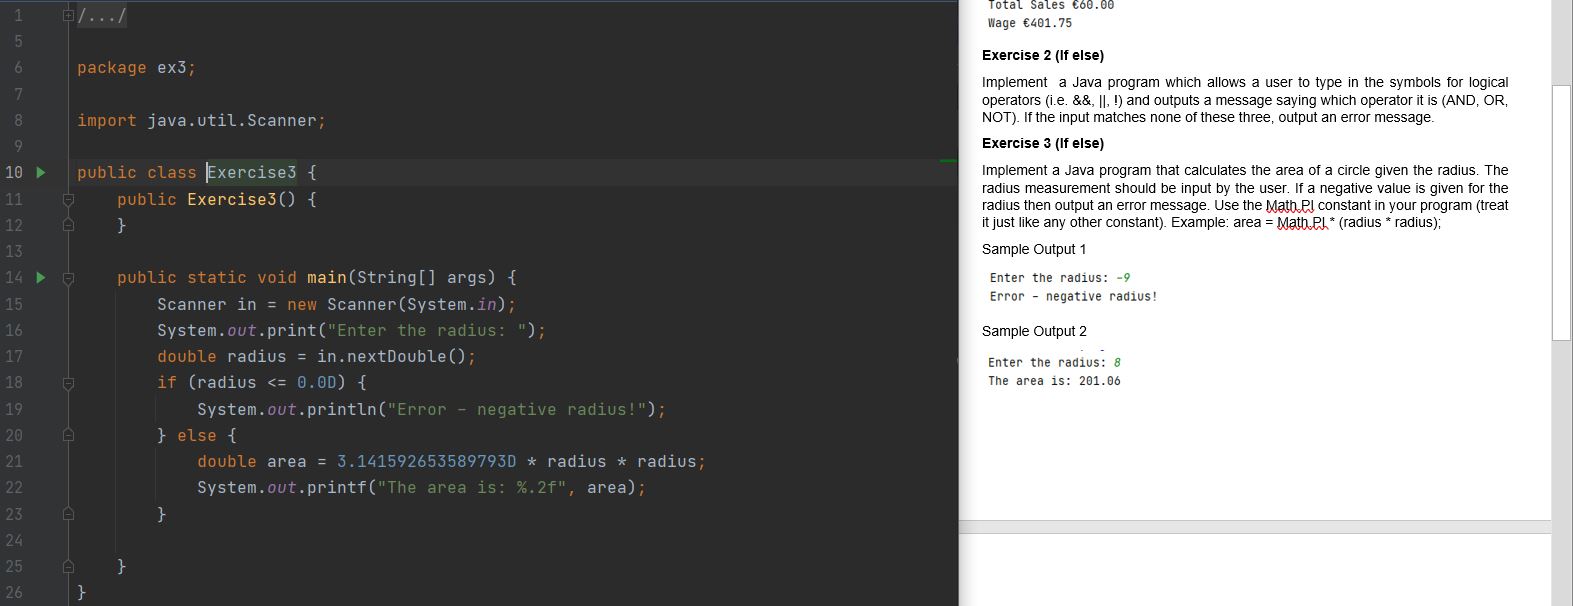 1 /.../
5
6 package ex3;
7
8 import java.util.Scanner;
9
10 public class Exercise3 {
11 public Exercise3() {
12 }
13
14 public static void main(String[] args) {
15 Scanner in = new Scanner(System.in);
16 System.out.print("Enter the radius: ");
17 double radius = in.nextDouble();
18 if (radius <= 0.0D) {
19 System.out.println("Error - negative radius!");
20 } else {
21 double area = 3.141592653589793D * radius * radius;
22 System.out.printf("The area is: %.2f", area);
23 }
24
25 }
26 }
Total Sales €60.00
Wage €401.75
Exercise 2 (If else)
Implement a Java program which allows a user to type in the symbols for logical
operators (i.e. &&, ||, !) and outputs a message saying which operator it is (AND, OR,
NOT). If the input matches none of these three, output an error message.
Exercise 3 (If else)
Implement a Java program that calculates the area of a circle given the radius. The
radius measurement should be input by the user. If a negative value is given for the
radius then output an error message. Use the Math.PI constant in your program (treat
it just like any other constant). Example: area = Math.PI * (radius * radius);
Sample Output 1
Enter the radius: -9
Error - negative radius!
Sample Output 2
Enter the radius: 8
The area is: 201.06